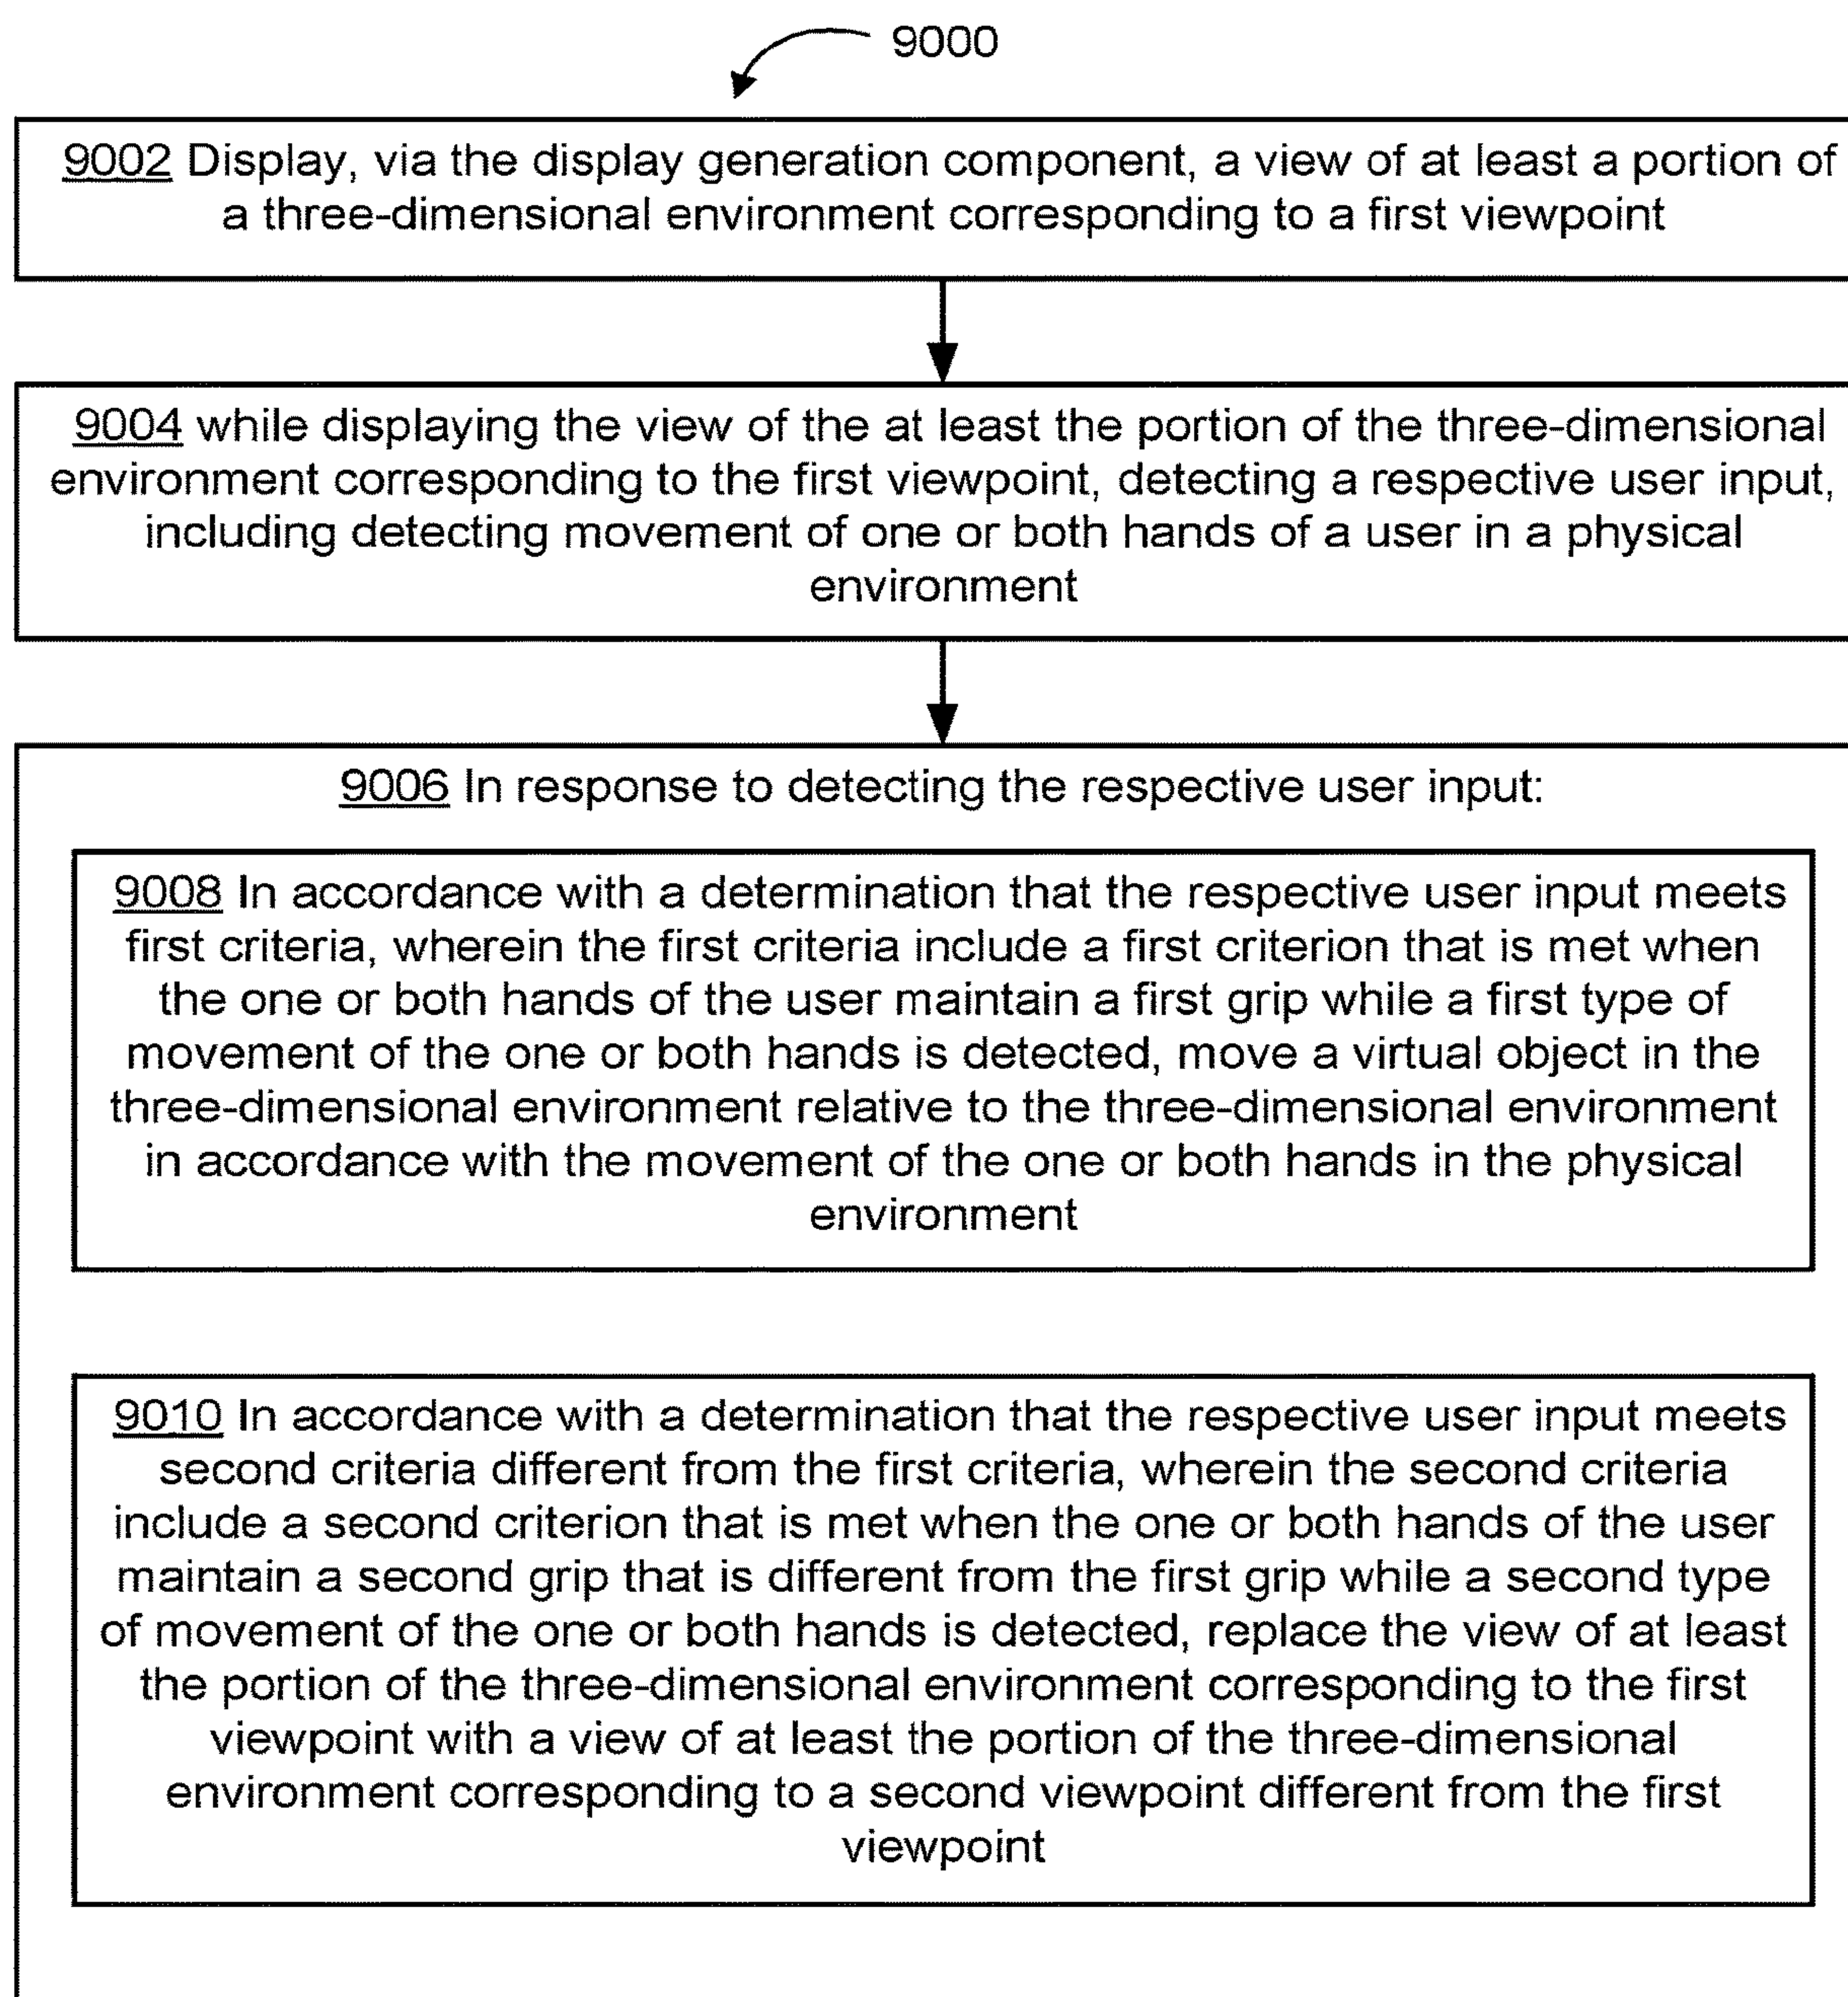 9000
9002 Display, via the display generation component, a view of at least a portion of
a three-dimensional environment corresponding to a first viewpoint
9004 while displaying the view of the at least the portion of the three-dimensional
environment corresponding to the first viewpoint, detecting a respective user input,
including detecting movement of one or both hands of a user in a physical
environment
9006 In response to detecting the respective user input:
9008 In accordance with a determination that the respective user input meets
first criteria, wherein the first criteria include a first criterion that is met when
the one or both hands of the user maintain a first grip while a first type of
movement of the one or both hands is detected, move a virtual object in the
three-dimensional environment relative to the three-dimensional environment
in accordance with the movement of the one or both hands in the physical
environment
9010 In accordance with a determination that the respective user input meets
second criteria different from the first criteria, wherein the second criteria
include a second criterion that is met when the one or both hands of the user
maintain a second grip that is different from the first grip while a second type
of movement of the one or both hands is detected, replace the view of at least
the portion of the three-dimensional environment corresponding to the first
viewpoint with a view of at least the portion of the three-dimensional
environment corresponding to a second viewpoint different from the first
viewpoint